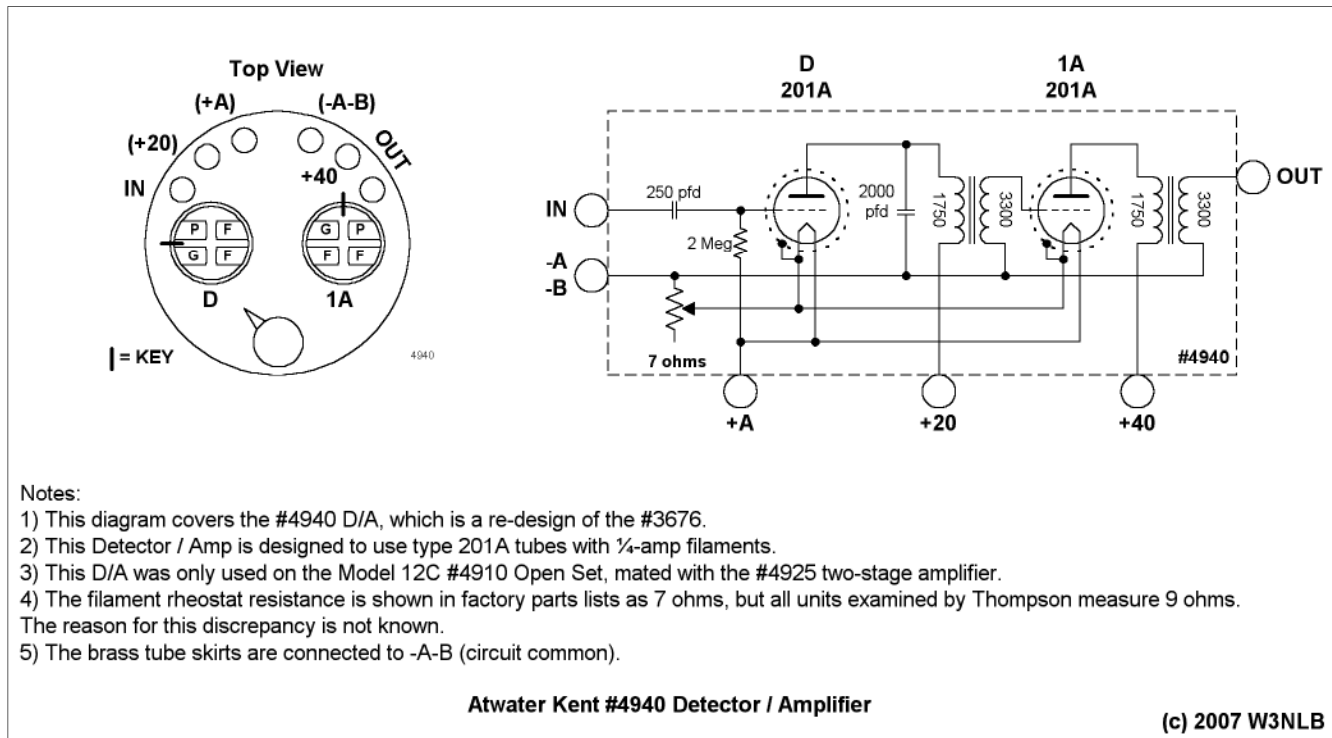 Top View
(+A)
(-A-B)
(+20)
OUT
IN
+40
P F
G F
G P
F F
D
1A
| = KEY
4940
D
201A
1A
201A
IN
250 pfd
2 Meg
2000
pfd
1750
3300
1750
3300
OUT
-A
-B
7 ohms
#4940
+A
+20
+40
Notes:
1) This diagram covers the #4940 D/A, which is a re-design of the #3676.
2) This Detector / Amp is designed to use type 201A tubes with ¼-amp filaments.
3) This D/A was only used on the Model 12C #4910 Open Set, mated with the #4925 two-stage amplifier.
4) The filament rheostat resistance is shown in factory parts lists as 7 ohms, but all units examined by Thompson measure 9 ohms.
The reason for this discrepancy is not known.
5) The brass tube skirts are connected to -A-B (circuit common).
Atwater Kent #4940 Detector / Amplifier
(c) 2007 W3NLB